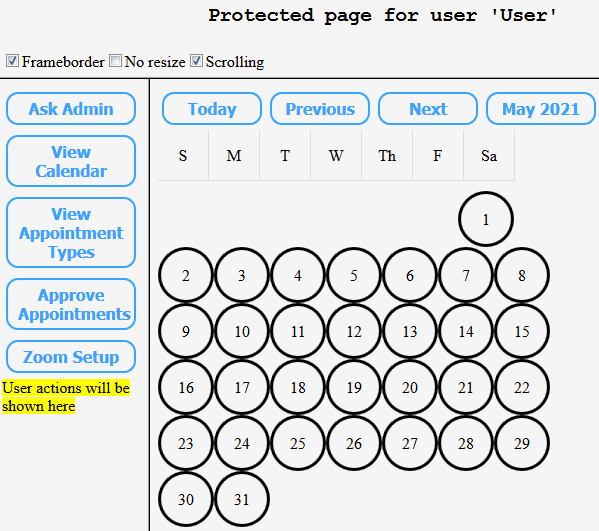 Protected page for user 'User'
Frameborder No resize Scrolling
Ask Admin
View
Calendar
View
Appointment
Types
Approve
Appointments
Zoom Setup
User actions will be
shown here
Today Previous Next May 2021
S M T W Th F Sa
1
2 3 4 5 6 7 8
9 10 11 12 13 14 15
16 17 18 19 20 21 22
23 24 25 26 27 28 29
30 31